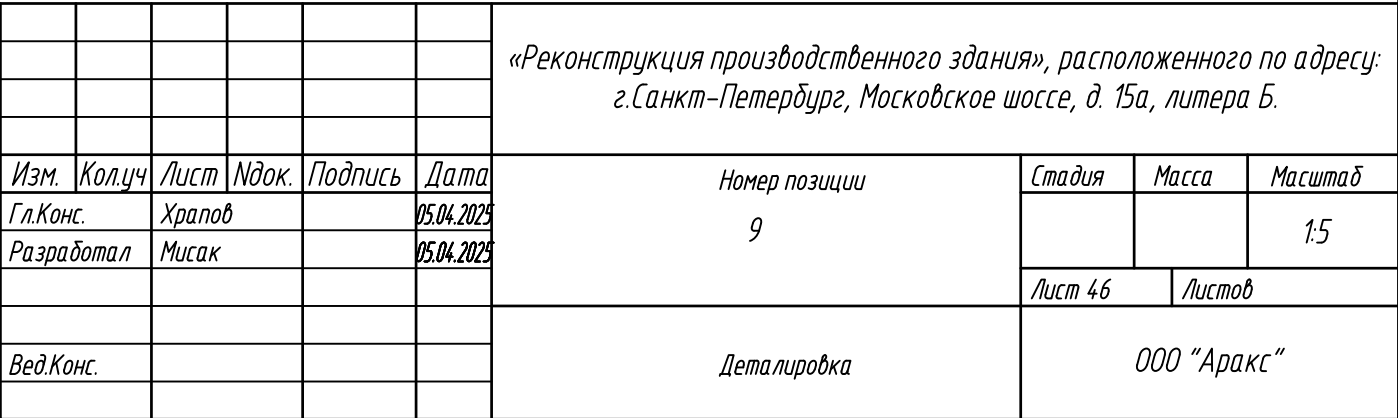 «Реконструкция производственного здания», расположенного по адресу:
г.Санкт-Петербург, Московское шоссе, д. 15а, литера Б.
Изм. Кол.уч Лист Nдок. Подпись Дата
Гл.Конс. Храпов 05.04.2025
Разработал Мисак 05.04.2025
Вед.Конс.
Номер позиции
9
Стадия Масса Масштаб
1:5
Лист 46 Листов
Деталировка
ООО "Аракс"